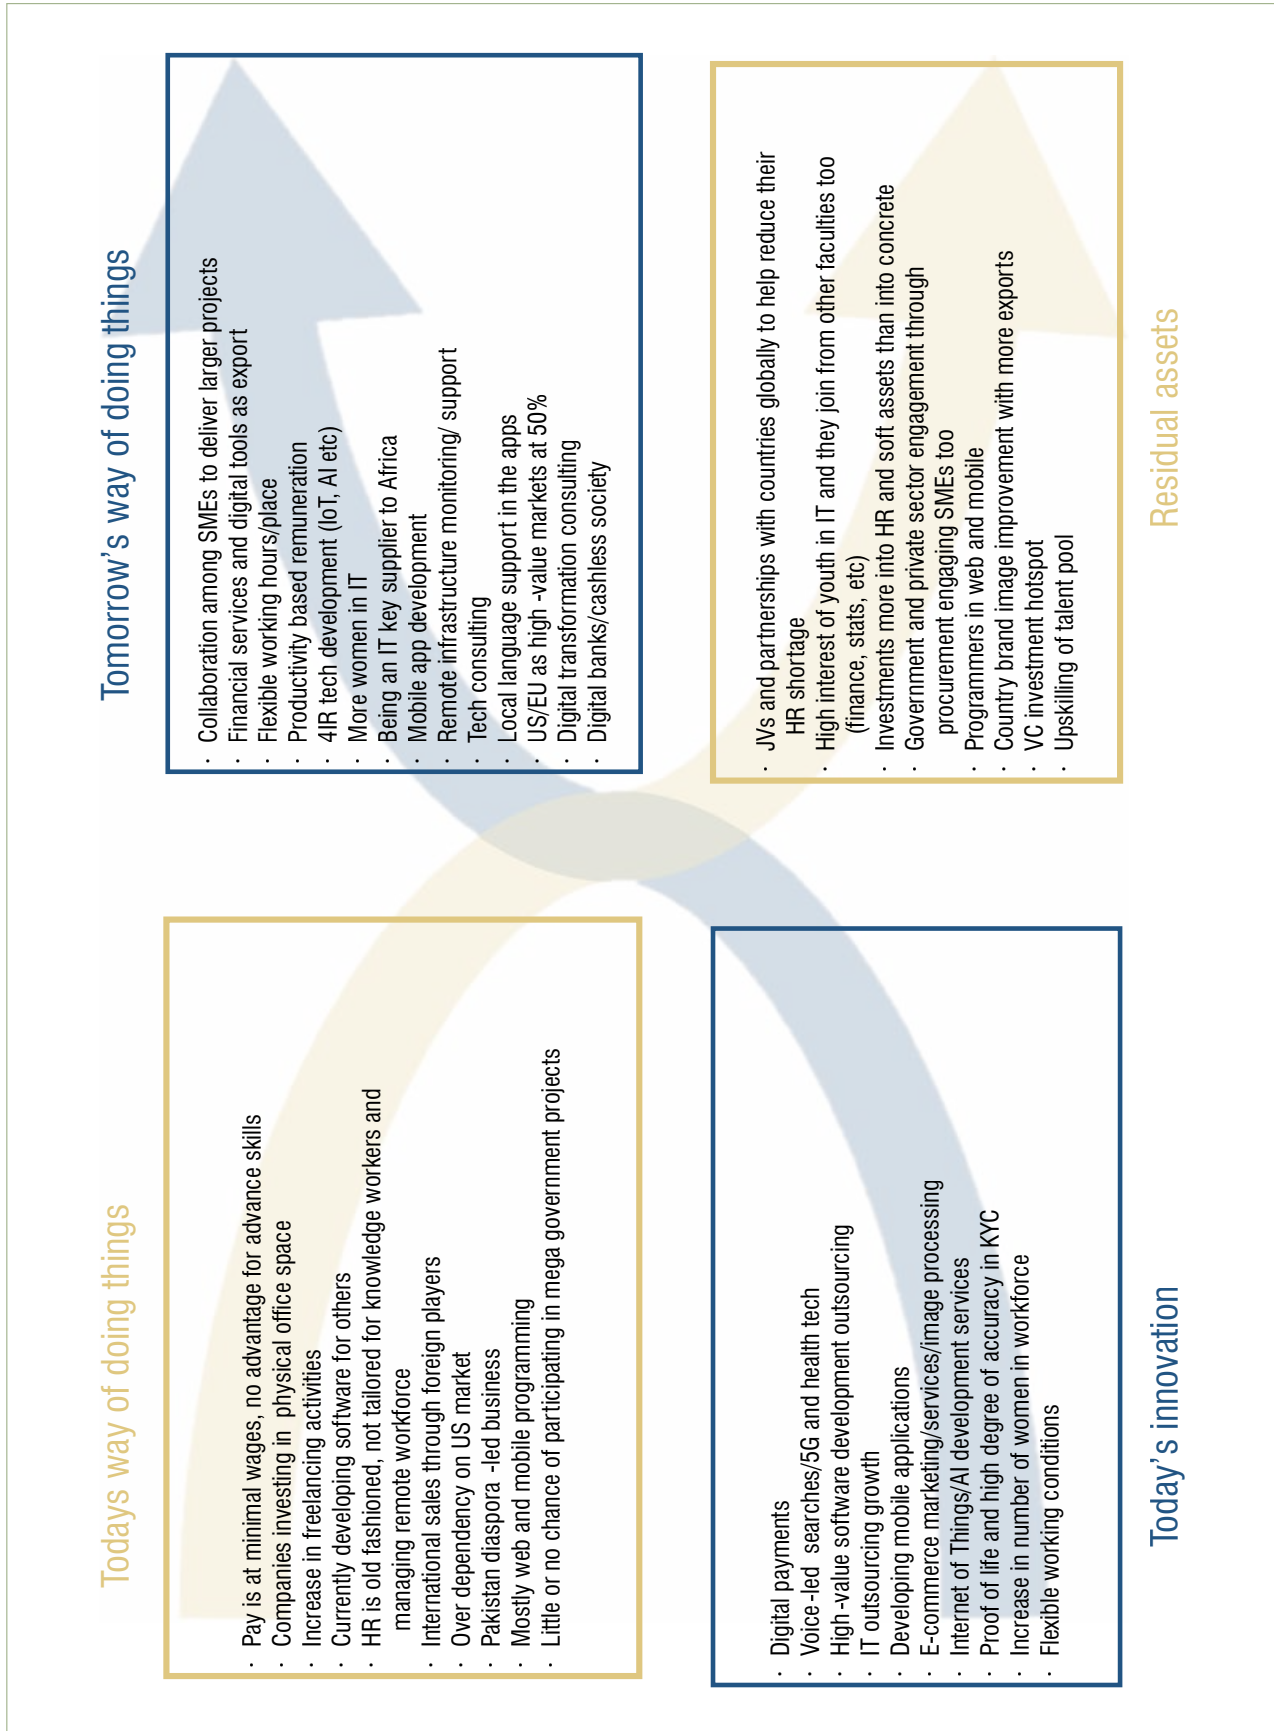 Todays way of doing things
· Pay is at minimal wages, no advantage for advance skills
· Companies investing in physical office space
· Increase in freelancing activities
· Currently developing software for others
· HR is old fashioned, not tailored for knowledge workers and
managing remote workforce
· International sales through foreign players
· Over dependency on US market
· Pakistan diaspora -led business
· Mostly web and mobile programming
· Little or no chance of participating in mega government projects
Tomorrow's way of doing things
· Collaboration among SMEs to deliver larger projects
· Financial services and digital tools as export
· Flexible working hours/place
· Productivity based remuneration
· 4IR tech development (IoT, AI etc)
· More women in IT
· Being an IT key supplier to Africa
· Mobile app development
· Remote infrastructure monitoring/ support
· Tech consulting
· Local language support in the apps
· US/EU as high -value markets at 50%
· Digital transformation consulting
· Digital banks/cashless society
· Digital payments
· Voice -led searches/5G and health tech
· High -value software development outsourcing
· IT outsourcing growth
· Developing mobile applications
· E-commerce marketing/services/image processing
· Internet of Things/AI development services
· Proof of life and high degree of accuracy in KYC
· Increase in number of women in workforce
· Flexible working conditions
Today's innovation
· JVs and partnerships with countries globally to help reduce their
HR shortage
· High interest of youth in IT and they join from other faculties too
(finance, stats, etc)
· Investments more into HR and soft assets than into concrete
· Government and private sector engagement through
procurement engaging SMEs too
· Programmers in web and mobile
· Country brand image improvement with more exports
· VC investment hotspot
· Upskilling of talent pool
Residual assets